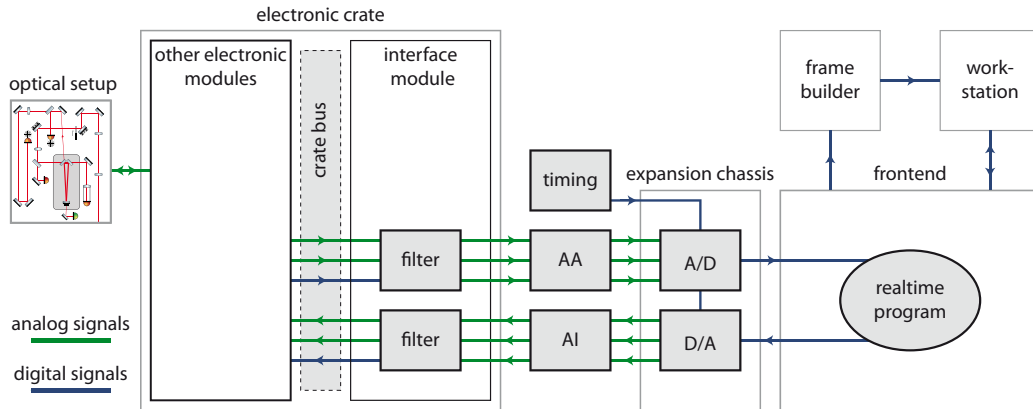 electronic crate
other electronic
modules
interface
module
optical setup
crate bus
frame
builder
work-
station
timing
expansion chassis
frontend
filter
AA
A/D
realtime
program
analog signals
filter
AI
D/A
digital signals